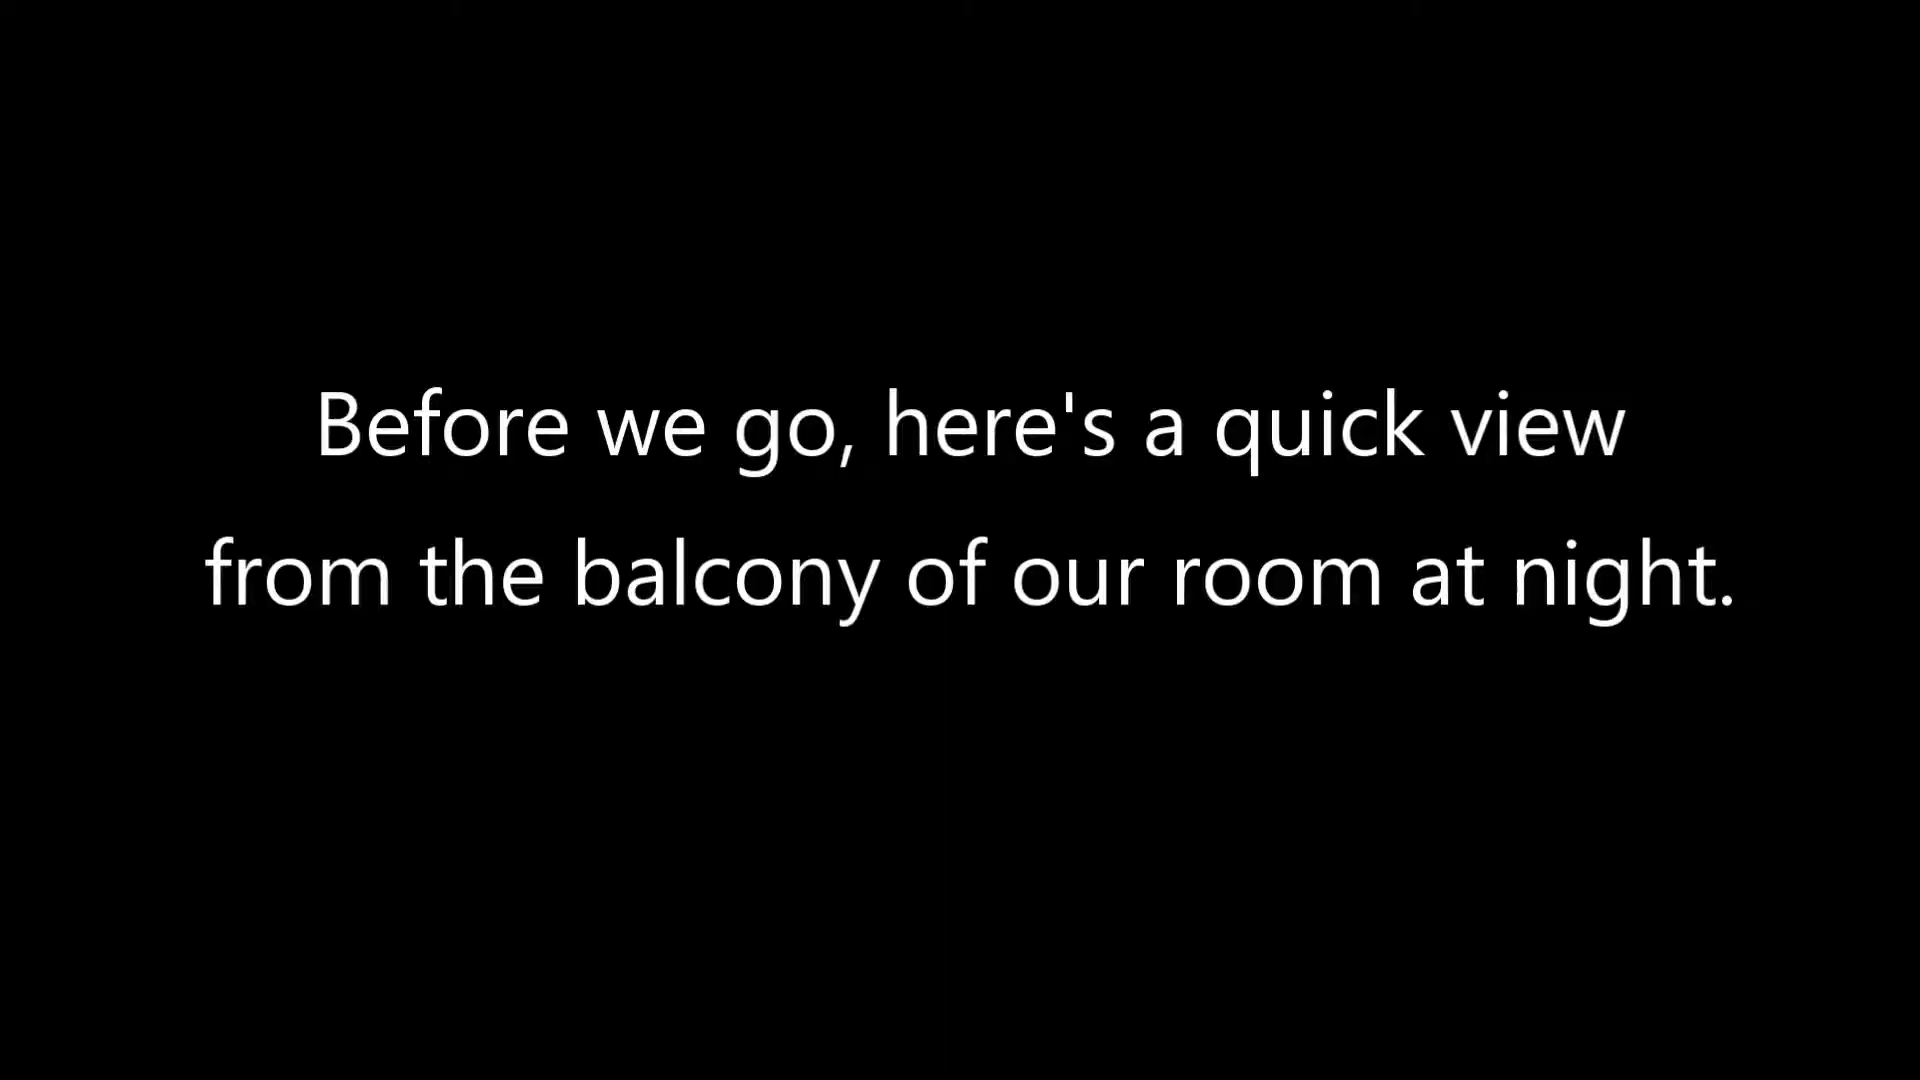 Before we go, here's a quick view
from the balcony of our room at night.